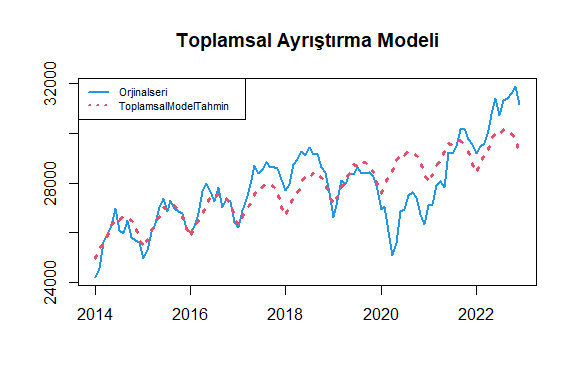 Toplamsal Ayrıştırma Modeli
Orjinalseri
ToplamsalModelTahmin
32000
28000
24000
2014 2016 2018 2020 2022